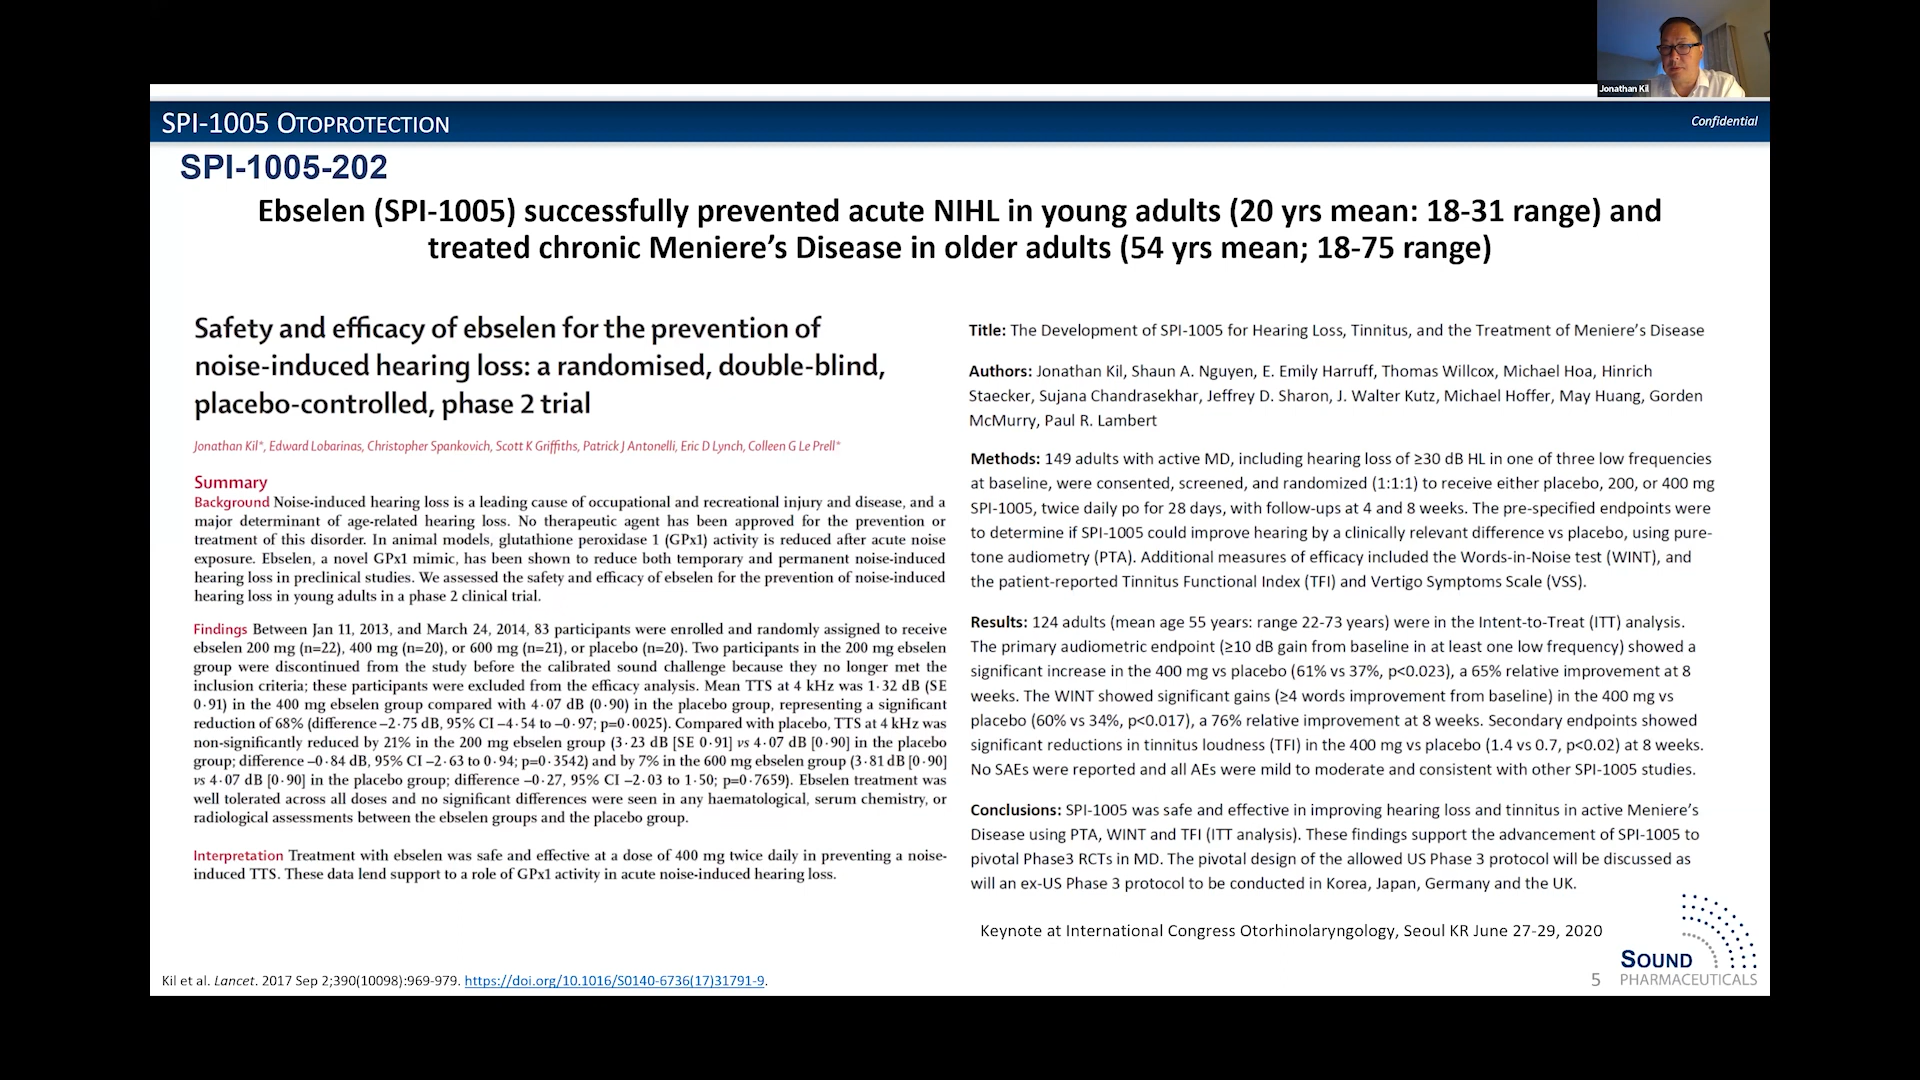 Jonathan Kil
SPI-1005 OTOPROTECTION
Confidential
SPI-1005-202
Ebselen (SPI-1005) successfully prevented acute NIHL in young adults (20 yrs mean: 18-31 range) and
treated chronic Meniere's Disease in older adults (54 yrs mean; 18-75 range)
Safety and efficacy of ebselen for the prevention of
noise-induced hearing loss: a randomised, double-blind,
placebo-controlled, phase 2 trial
Jonathan Kil*, Edward Lobarinas, Christopher Spankovich, Scott K Griffiths, Patrick J Antonelli, Eric D Lynch, Colleen G Le Prell*
Summary
Background Noise-induced hearing loss is a leading cause of occupational and recreational injury and disease, and a
major determinant of age-related hearing loss. No therapeutic agent has been approved for the prevention or
treatment of this disorder. In animal models, glutathione peroxidase 1 (GPx1) activity is reduced after acute noise
exposure. Ebselen, a novel GPx1 mimic, has been shown to reduce both temporary and permanent noise-induced
hearing loss in preclinical studies. We assessed the safety and efficacy of ebselen for the prevention of noise-induced
hearing loss in young adults in a phase 2 clinical trial.
Findings Between Jan 11, 2013, and March 24, 2014, 83 participants were enrolled and randomly assigned to receive
ebselen 200 mg (n=22), 400 mg (n=20), or 600 mg (n=21), or placebo (n=20). Two participants in the 200 mg ebselen
group were discontinued from the study before the calibrated sound challenge because they no longer met the
inclusion criteria; these participants were excluded from the efficacy analysis. Mean TTS at 4 kHz was 1·32 dB (SE
0·91) in the 400 mg ebselen group compared with 4·07 dB (0·90) in the placebo group, representing a significant
reduction of 68% (difference –2·75 dB, 95% CI –4·54 to –0·97; p=0·0025). Compared with placebo, TTS at 4 kHz was
non-significantly reduced by 21% in the 200 mg ebselen group (3·23 dB [SE 0·91] vs 4·07 dB [0·90] in the placebo
group; difference –0·84 dB, 95% CI –2·63 to 0·94; p=0·3542) and by 7% in the 600 mg ebselen group (3·81 dB [0·90]
vs 4·07 dB [0·90] in the placebo group; difference –0·27, 95% CI –2·03 to 1·50; p=0·7659). Ebselen treatment was
well tolerated across all doses and no significant differences were seen in any haematological, serum chemistry, or
radiological assessments between the ebselen groups and the placebo group.
Interpretation Treatment with ebselen was safe and effective at a dose of 400 mg twice daily in preventing a noise-
induced TTS. These data lend support to a role of GPx1 activity in acute noise-induced hearing loss.
Title: The Development of SPI-1005 for Hearing Loss, Tinnitus, and the Treatment of Meniere's Disease
Authors: Jonathan Kil, Shaun A. Nguyen, E. Emily Harruff, Thomas Willcox, Michael Hoa, Hinrich
Staecker, Sujana Chandrasekhar, Jeffrey D. Sharon, J. Walter Kutz, Michael Hoffer, May Huang, Gorden
McMurry, Paul R. Lambert
Methods: 149 adults with active MD, including hearing loss of ≥30 dB HL in one of three low frequencies
at baseline, were consented, screened, and randomized (1:1:1) to receive either placebo, 200, or 400 mg
SPI-1005, twice daily po for 28 days, with follow-ups at 4 and 8 weeks. The pre-specified endpoints were
to determine if SPI-1005 could improve hearing by a clinically relevant difference vs placebo, using pure-
tone audiometry (PTA). Additional measures of efficacy included the Words-in-Noise test (WINT), and
the patient-reported Tinnitus Functional Index (TFI) and Vertigo Symptoms Scale (VSS).
Results: 124 adults (mean age 55 years: range 22-73 years) were in the Intent-to-Treat (ITT) analysis.
The primary audiometric endpoint (≥10 dB gain from baseline in at least one low frequency) showed a
significant increase in the 400 mg vs placebo (61% vs 37%, p<0.023), a 65% relative improvement at 8
weeks. The WINT showed significant gains (≥4 words improvement from baseline) in the 400 mg vs
placebo (60% vs 34%, p<0.017), a 76% relative improvement at 8 weeks. Secondary endpoints showed
significant reductions in tinnitus loudness (TFI) in the 400 mg vs placebo (1.4 vs 0.7, p<0.02) at 8 weeks.
No SAEs were reported and all AEs were mild to moderate and consistent with other SPI-1005 studies.
Conclusions: SPI-1005 was safe and effective in improving hearing loss and tinnitus in active Meniere's
Disease using PTA, WINT and TFI (ITT analysis). These findings support the advancement of SPI-1005 to
pivotal Phase3 RCTs in MD. The pivotal design of the allowed US Phase 3 protocol will be discussed as
will an ex-US Phase 3 protocol to be conducted in Korea, Japan, Germany and the UK.
Keynote at International Congress Otorhinolaryngology, Seoul KR June 27-29, 2020
Kil et al. Lancet. 2017 Sep 2;390(10098):969-979. https://doi.org/10.1016/S0140-6736(17)31791-9.
5
SOUND
PHARMACEUTICALS